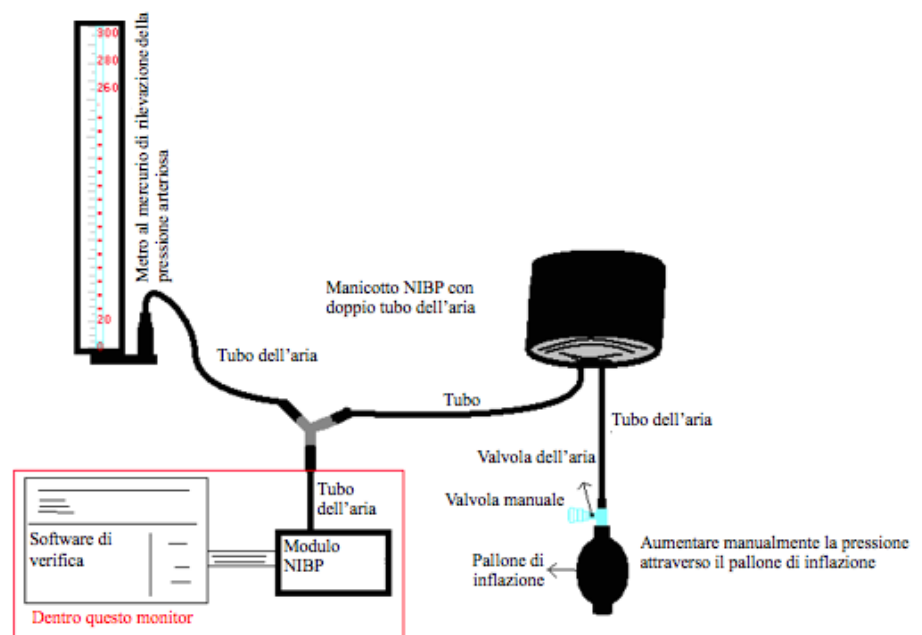 300
280
260
20
0
Metro al mercurio di rilevazione della
pressione arteriosa
Manicotto NIBP con
doppio tubo dell'aria
Tubo dell'aria
Tubo
Tubo dell'aria
Valvola dell'aria
Valvola manuale
Pallone di
inflazione
Aumentare manualmente la pressione
attraverso il pallone di inflazione
Tubo
dell'aria
Software di
verifica
Modulo
NIBP
Dentro questo monitor